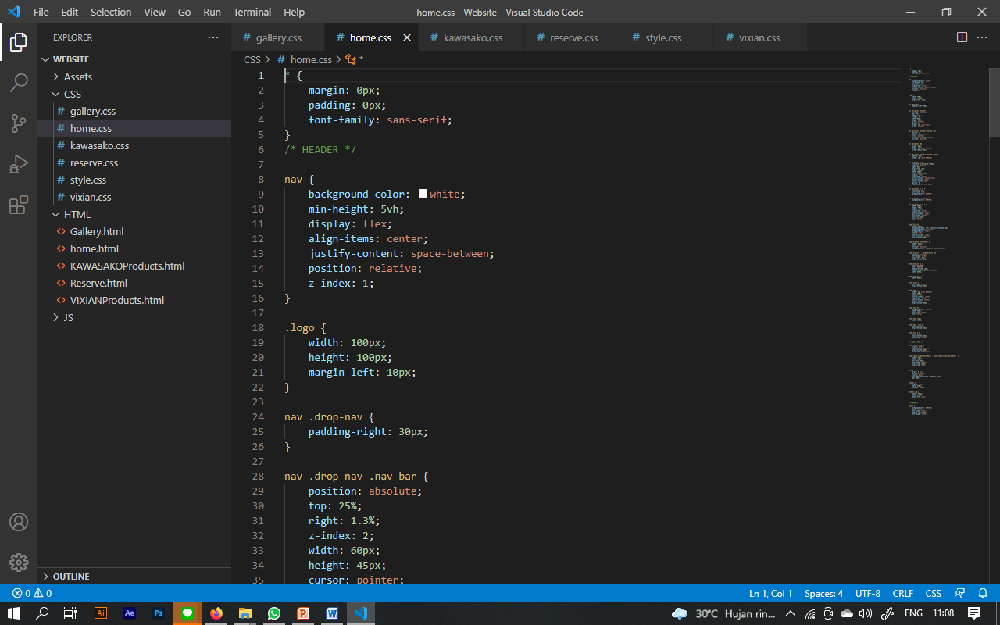 File Edit Selection View Go Run Terminal Help home.css - Website - Visual Studio Code
EXPLORER
gallery.css home.css kawasako.css reserve.css style.css vixian.css
WEBSITE
Assets
CSS
gallery.css
home.css
kawasako.css
reserve.css
style.css
vixian.css
HTML
Gallery.html
home.html
KAWASAKOProducts.html
Reserve.html
VIXIANProducts.html
JS
OUTLINE
CSS > # home.css > *
1 * {
2 margin: 0px;
3 padding: 0px;
4 font-family: sans-serif;
5 }
6 /* HEADER */
7
8 nav {
9 background-color: white;
10 min-height: 5vh;
11 display: flex;
12 align-items: center;
13 justify-content: space-between;
14 position: relative;
15 z-index: 1;
16 }
17
18 .logo {
19 width: 100px;
20 height: 100px;
21 margin-left: 10px;
22 }
23
24 nav .drop-nav {
25 padding-right: 30px;
26 }
27
28 nav .drop-nav .nav-bar {
29 position: absolute;
30 top: 25%;
31 right: 1.3%;
32 z-index: 2;
33 width: 60px;
34 height: 45px;
35 cursor: pointer;
0 0 Ln 1, Col 1 Spaces: 4 UTF-8 CRLF CSS
Ai Ae Ps 30°C Hujan rin... ENG 11:08